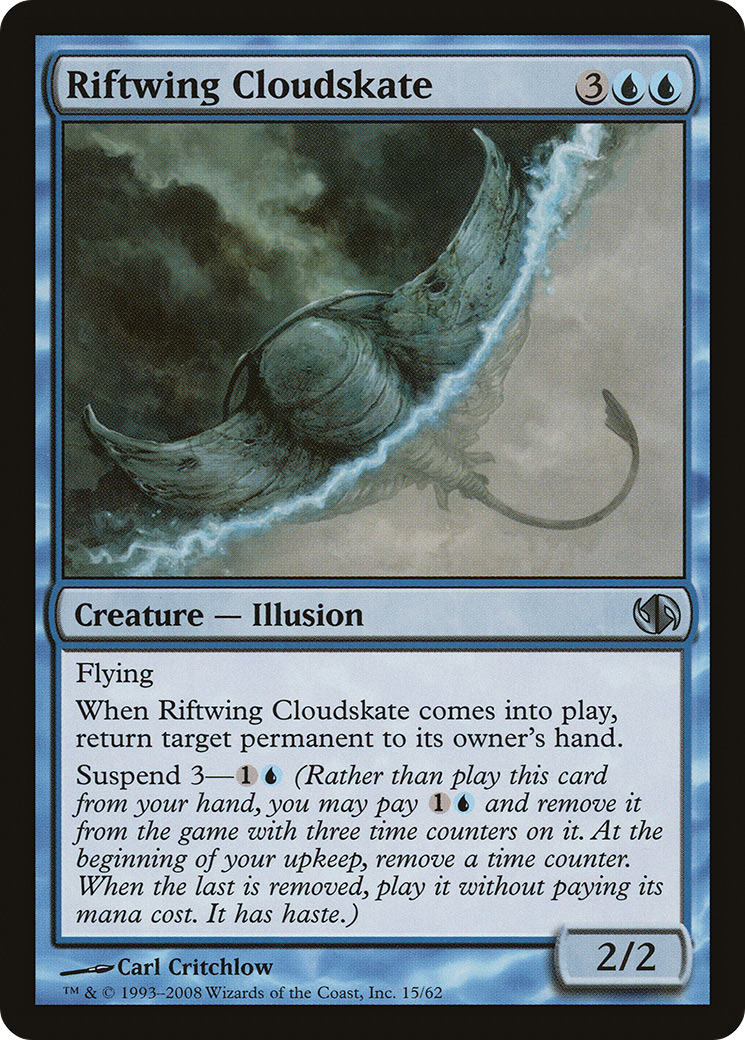 Riftwing Cloudskate 3
Creature — Illusion
Flying
When Riftwing Cloudskate comes into play,
return target permanent to its owner's hand.
Suspend 3—1 (Rather than play this card
from your hand, you may pay 1 and remove it
from the game with three time counters on it. At the
beginning of your upkeep, remove a time counter.
When the last is removed, play it without paying its
mana cost. It has haste.)
2/2
Carl Critchlow
™ & © 1993–2008 Wizards of the Coast, Inc. 15/62